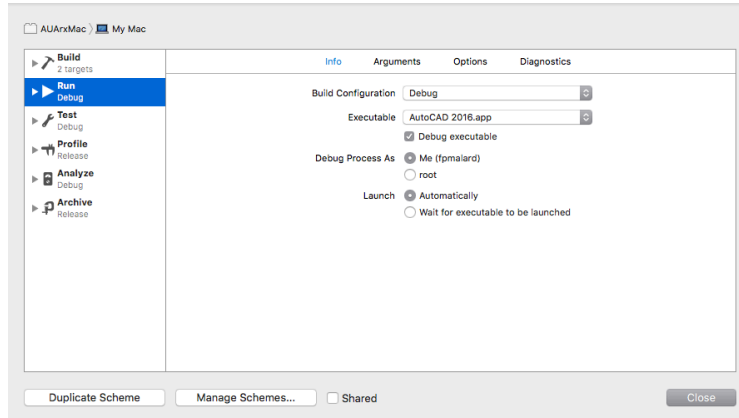 AUArxMac My Mac
Build
2 targets
Run
Debug
Test
Debug
Profile
Release
Analyze
Debug
Archive
Release
Info Arguments Options Diagnostics
Build Configuration Debug
Executable AutoCAD 2016.app
Debug executable
Debug Process As Me (fpmalard)
root
Launch Automatically
Wait for executable to be launched
Duplicate Scheme Manage Schemes... Shared Close